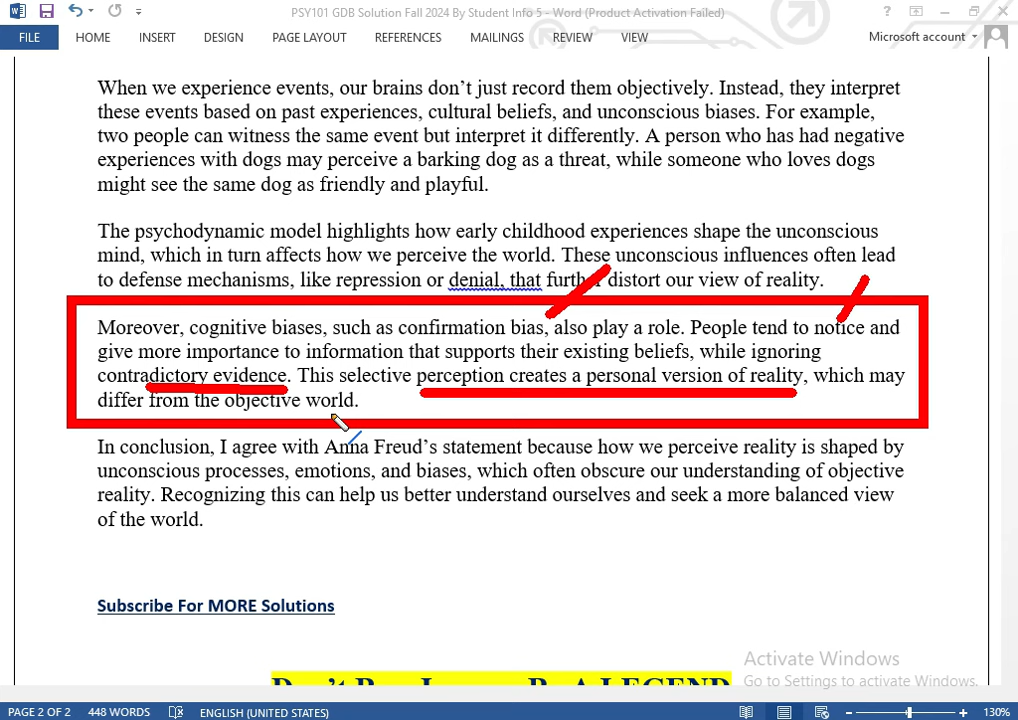 PSY101 GDB Solution Fall 2024 By Student Info 5 - Word (Product Activation Failed)
FILE HOME INSERT DESIGN PAGE LAYOUT REFERENCES MAILINGS REVIEW VIEW Microsoft account
When we experience events, our brains don’t just record them objectively. Instead, they interpret
these events based on past experiences, cultural beliefs, and unconscious biases. For example,
two people can witness the same event but interpret it differently. A person who has had negative
experiences with dogs may perceive a barking dog as a threat, while someone who loves dogs
might see the same dog as friendly and playful.
The psychodynamic model highlights how early childhood experiences shape the unconscious
mind, which in turn affects how we perceive the world. These unconscious influences often lead
to defense mechanisms, like repression or denial, that further distort our view of reality.
Moreover, cognitive biases, such as confirmation bias, also play a role. People tend to notice and
give more importance to information that supports their existing beliefs, while ignoring
contradictory evidence. This selective perception creates a personal version of reality, which may
differ from the objective world.
In conclusion, I agree with Anna Freud’s statement because how we perceive reality is shaped by
unconscious processes, emotions, and biases, which often obscure our understanding of objective
reality. Recognizing this can help us better understand ourselves and seek a more balanced view
of the world.
Subscribe For MORE Solutions
Activate Windows
Go to Settings to activate Windows.
PAGE 2 OF 2 448 WORDS ENGLISH (UNITED STATES) 130%